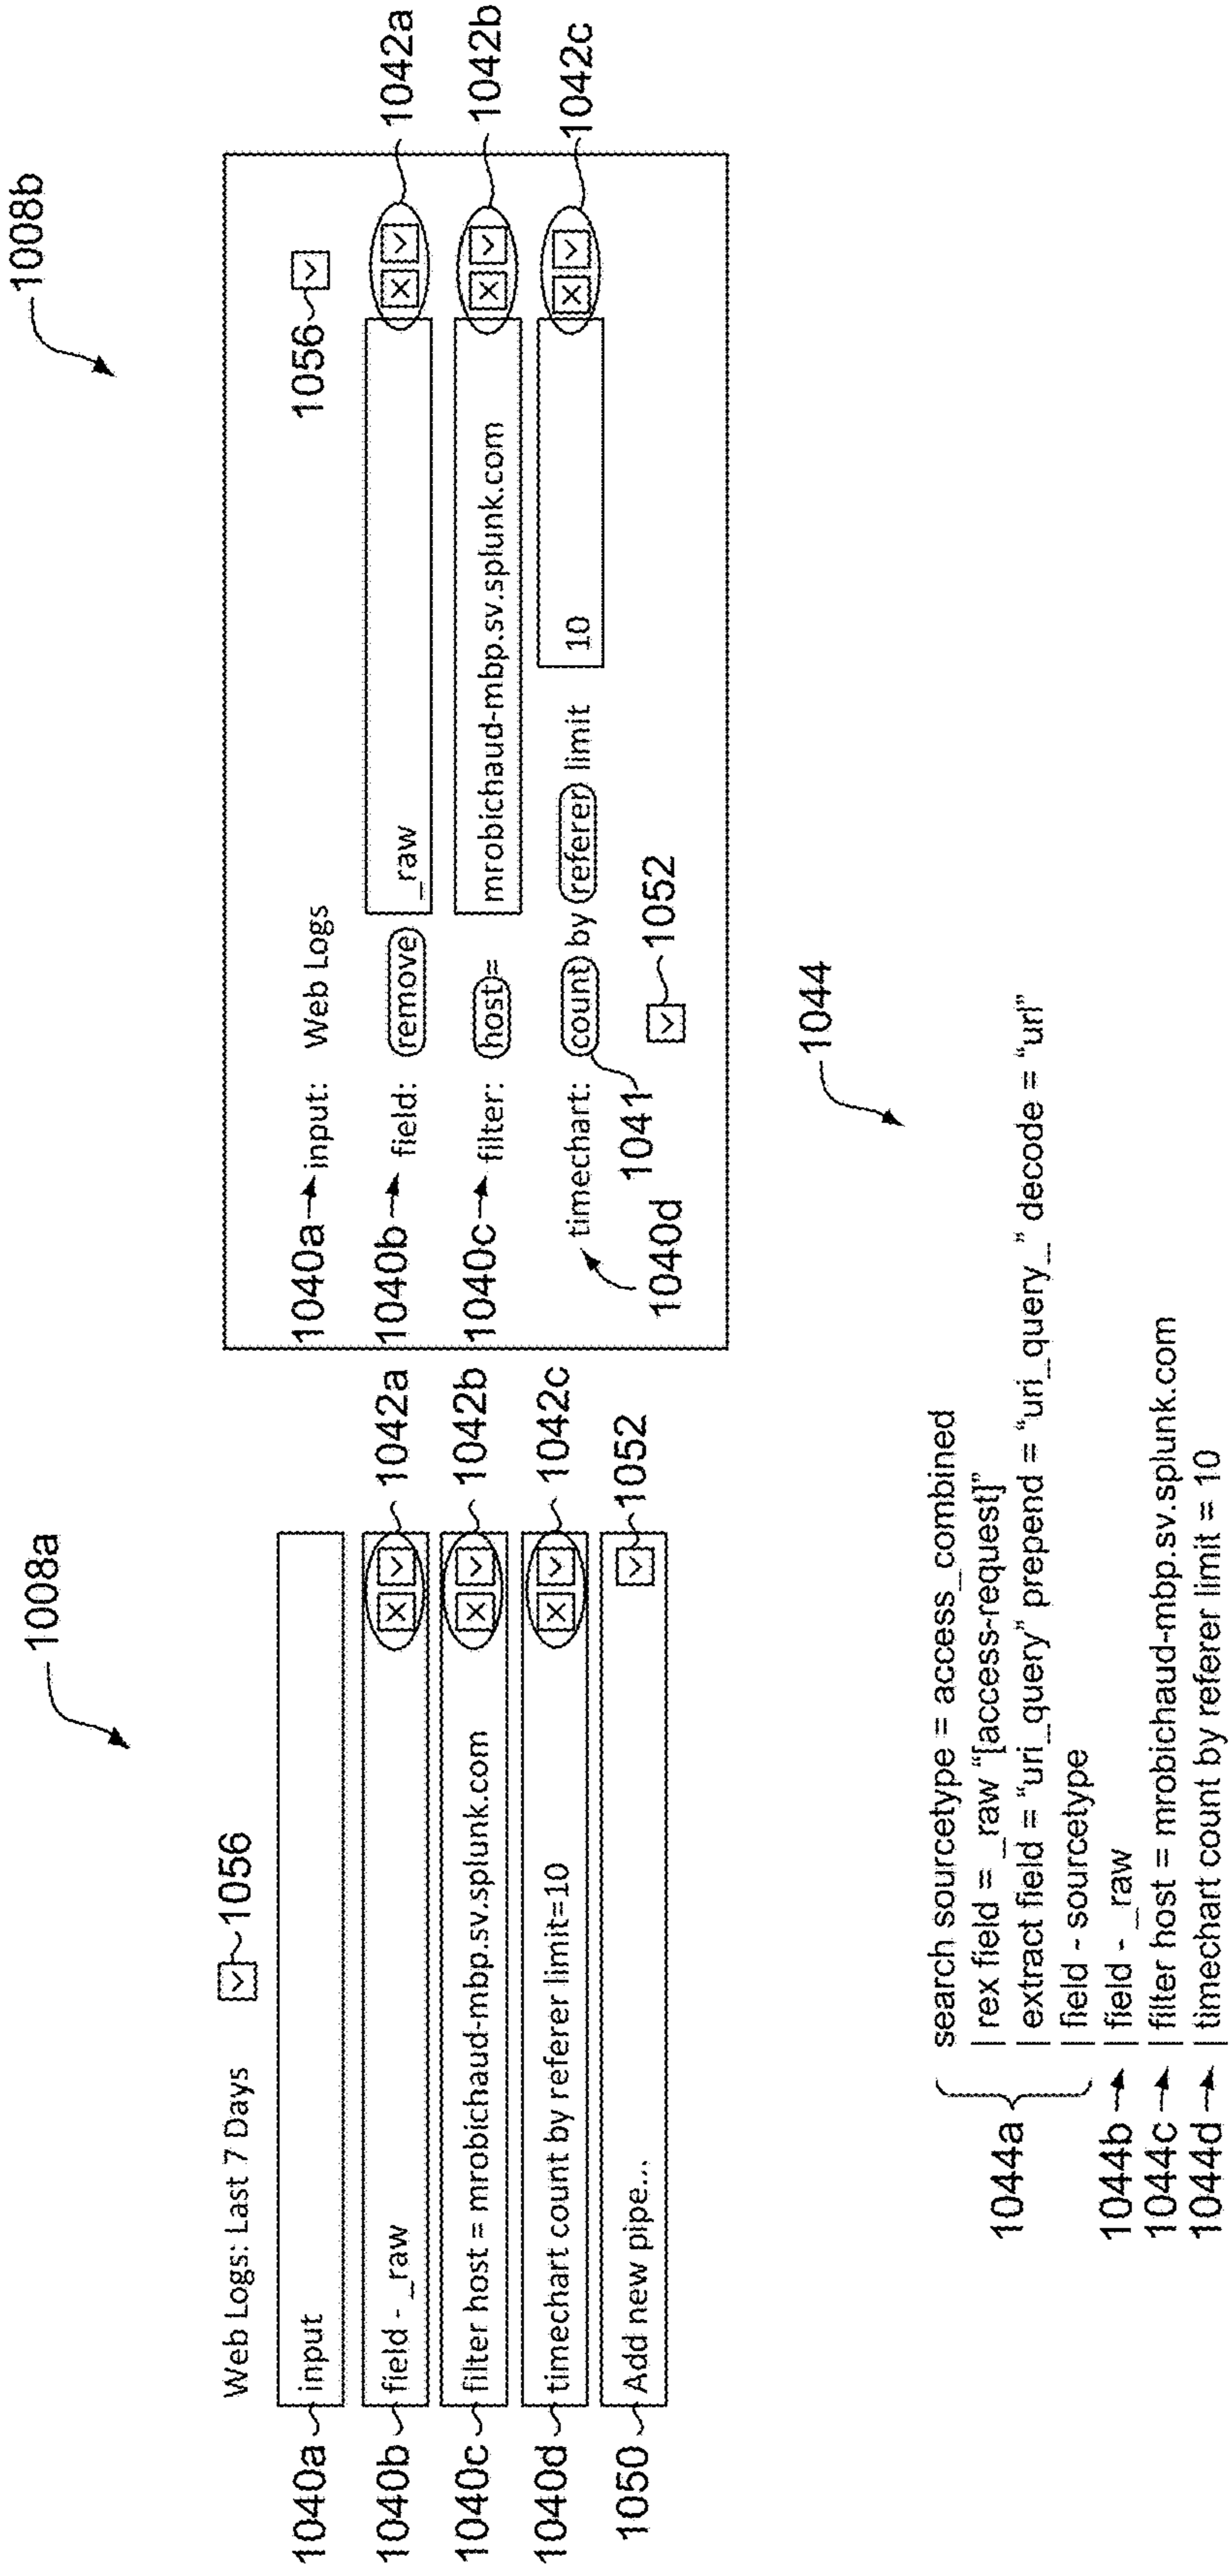 1008a
Web Logs: Last 7 Days
1056
1040a
input
1040b
field - _raw
1042a
1040c
filter host = mrobichaud-mbp.sv.splunk.com
1042b
1040d
timechart count by referer limit=10
1042c
1050
Add new pipe...
1052
1008b
1056
1040a
input: Web Logs
1040b
field: remove _raw
1042a
1040c
filter: host= mrobichaud-mbp.sv.splunk.com
1042b
timechart: count by referer limit 10
1042c
1040d
1041
1052
1044
search sourcetype = access_combined
| rex field = _raw “[access-request]”
| extract field = “uri_query” prepend = “uri_query_” decode = “url”
| field - sourcetype
1044a
1044b
| field - _raw
1044c
| filter host = mrobichaud-mbp.sv.splunk.com
1044d
| timechart count by referer limit = 10